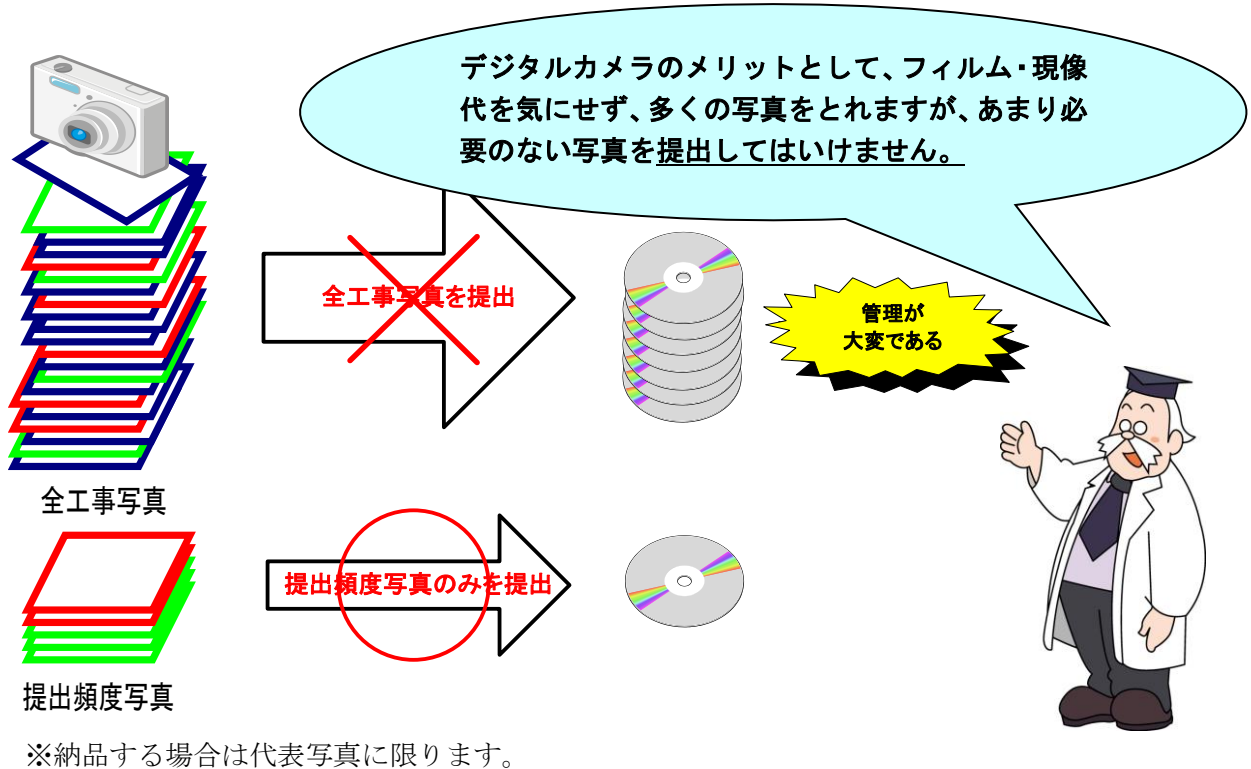 デジタルカメラのメリットとして、フィルム・現像
代を気にせず、多くの写真をとれますが、あまり必
要のない写真を提出してはいけません。
全工事写真を提出
管理が
大変である
全工事写真
提出頻度写真のみを提出
提出頻度写真
※納品する場合は代表写真に限ります。